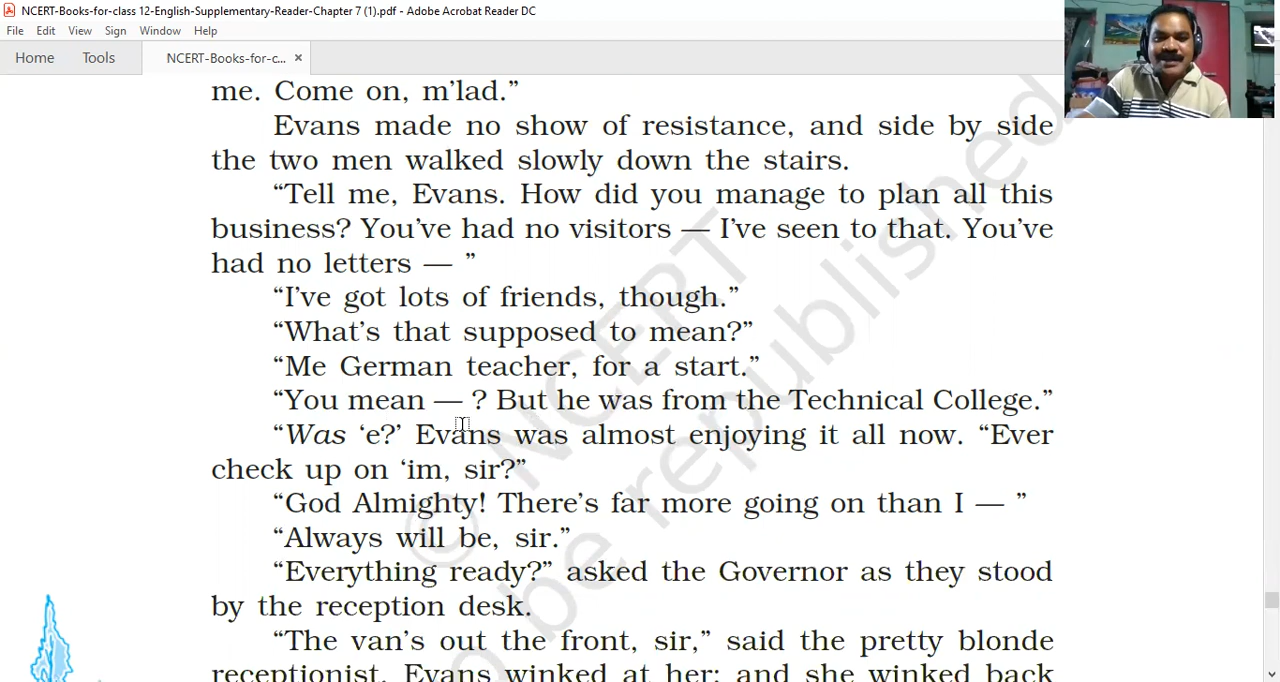 NCERT-Books-for-class 12-English-Supplementary-Reader-Chapter 7 (1).pdf - Adobe Acrobat Reader DC
File Edit View Sign Window Help
Home Tools NCERT-Books-for-c... ×
me. Come on, m’lad.”
Evans made no show of resistance, and side by side
the two men walked slowly down the stairs.
“Tell me, Evans. How did you manage to plan all this
business? You’ve had no visitors — I’ve seen to that. You’ve
had no letters — ”
“I’ve got lots of friends, though.”
“What’s that supposed to mean?”
“Me German teacher, for a start.”
“You mean — ? But he was from the Technical College.”
“Was ‘e?’ Evans was almost enjoying it all now. “Ever
check up on ‘im, sir?”
“God Almighty! There’s far more going on than I — ”
“Always will be, sir.”
“Everything ready?” asked the Governor as they stood
by the reception desk.
“The van’s out the front, sir,” said the pretty blonde
receptionist. Evans winked at her; and she winked back
© NCERT
be republished